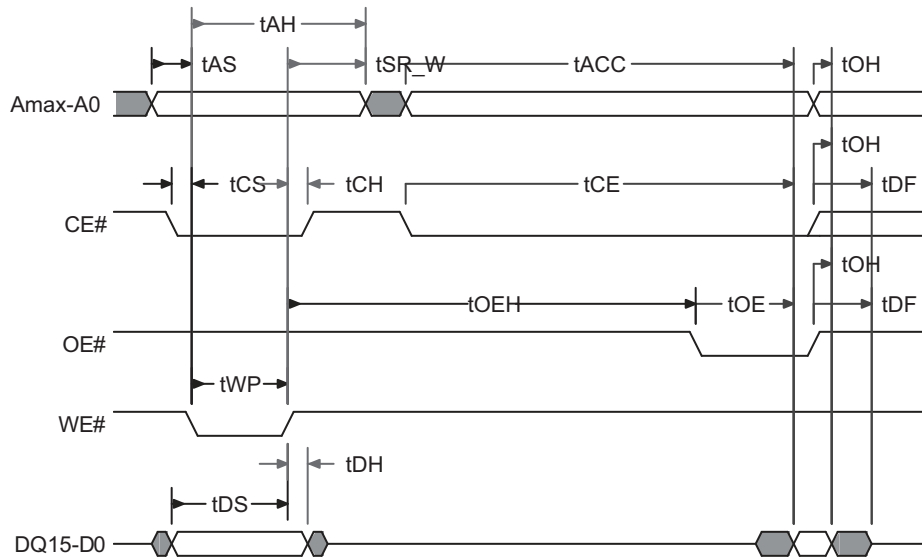 tAH
tAS tSR_W tACC tOH
Amax-A0
tOH
tCS tCH tCE tDF
CE#
tOH
tOEH tOE tDF
OE#
tWP
WE#
tDH
tDS
DQ15-D0